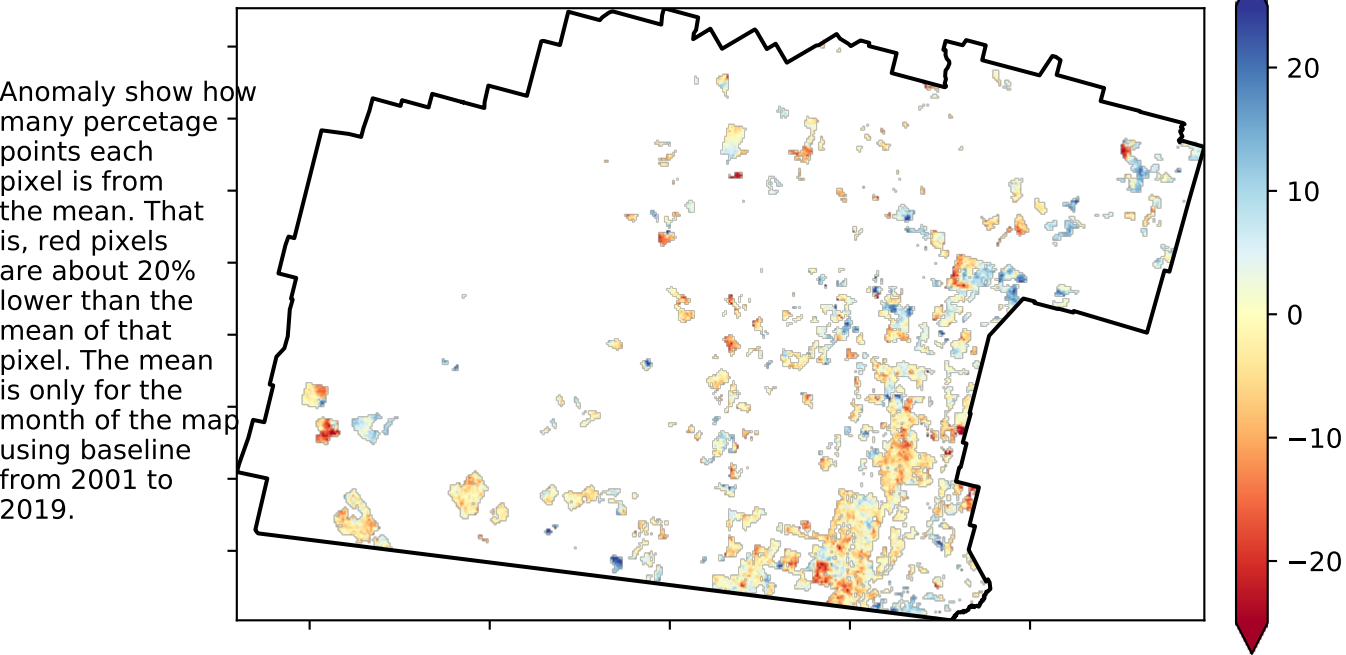 Anomaly show how
many percetage
points each
pixel is from
the mean. That
is, red pixels
are about 20%
lower than the
mean of that
pixel. The mean
is only for the
month of the map
using baseline
from 2001 to
2019.
20
10
0
−10
−20